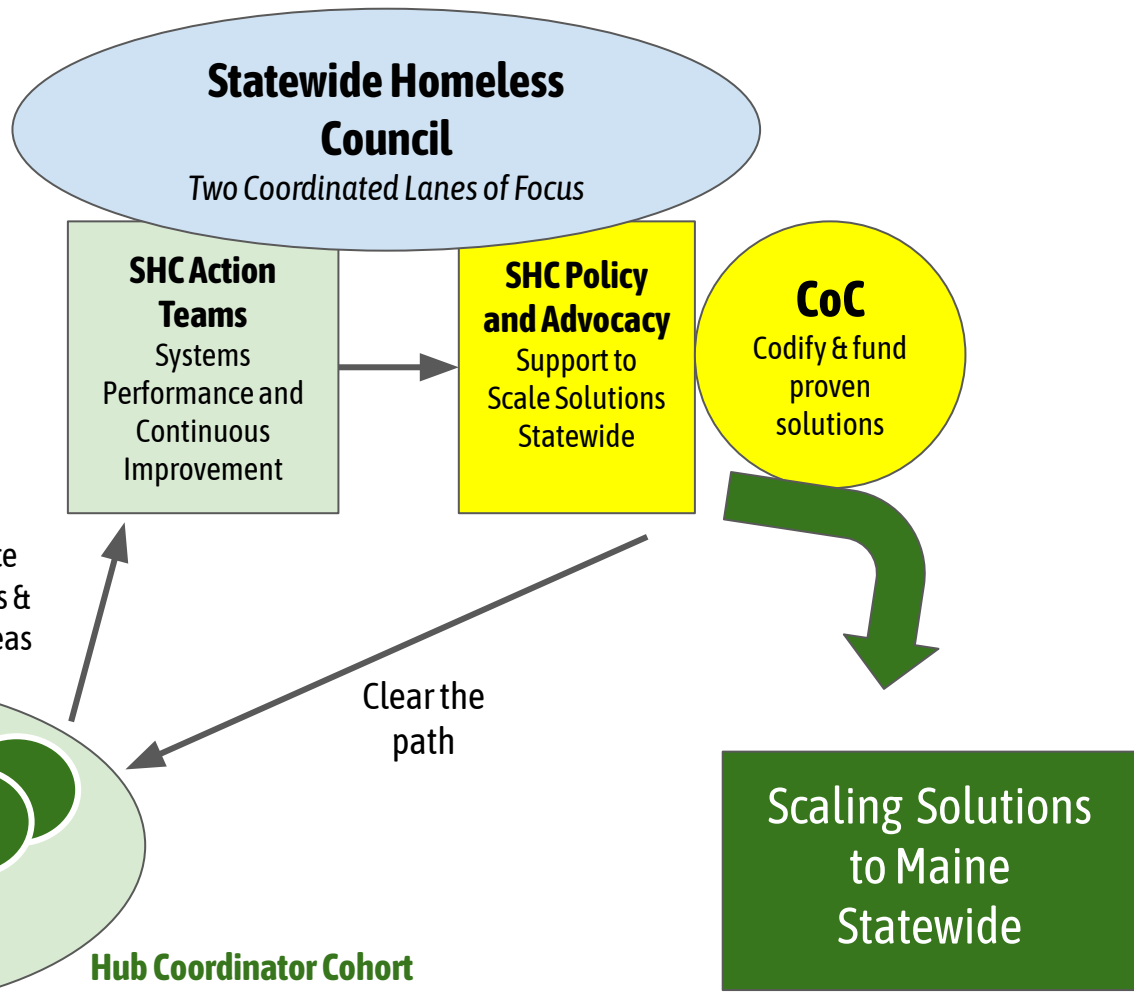 Statewide Homeless
Council
Two Coordinated Lanes of Focus
SHC Action
Teams
Systems
Performance and
Continuous
Improvement
SHC Policy
and Advocacy
Support to
Scale Solutions
Statewide
CoC
Codify & fund
proven
solutions
&
Clear the
path
Scaling Solutions
to Maine
Statewide
Hub Coordinator Cohort